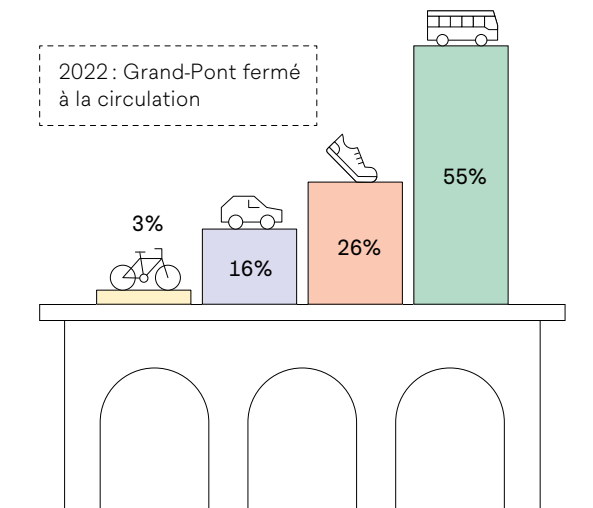 2022 : Grand-Pont fermé
à la circulation
3%
16%
26%
55%